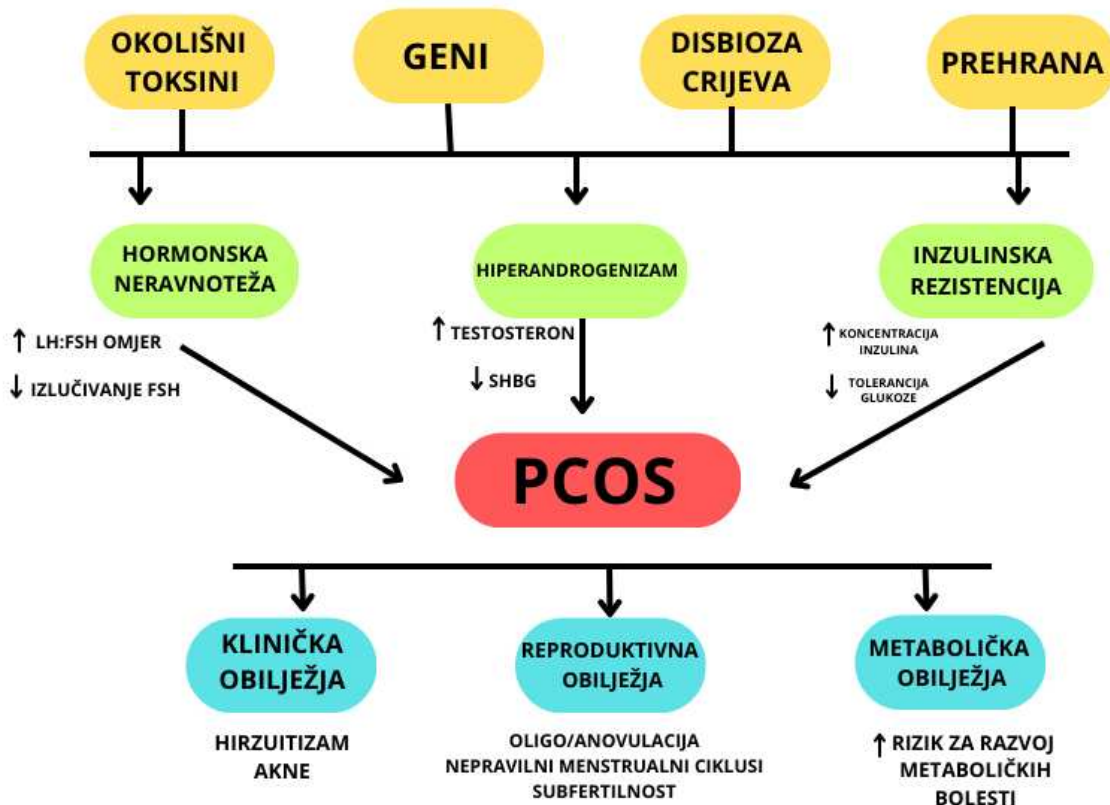 OKOLIŠNI
TOKSINI
GENI
DISBIOZA
CRIJEVA
PREHRANA
HORMONSKA
NERAVNOTEŽA
↑ LH:FSH OMJER
↓ IZLUČIVANJE FSH
HIPERANDROGENIZAM
↑ TESTOSTERON
↓ SHBG
INZULINSKA
REZISTENCIJA
↑ KONCENTRACIJA
INZULINA
↓ TOLERANCIJA
GLUKOZE
PCOS
KLINIČKA
OBILJEŽJA
HIRZUITIZAM
AKNE
REPRODUKTIVNA
OBILJEŽJA
OLIGO/ANOVULACIJA
NEPRAVILNI MENSTRUALNI CIKLUSI
SUBFERTILNOST
METABOLIČKA
OBILJEŽJA
↑ RIZIK ZA RAZVOJ
METABOLIČKIH
BOLESTI